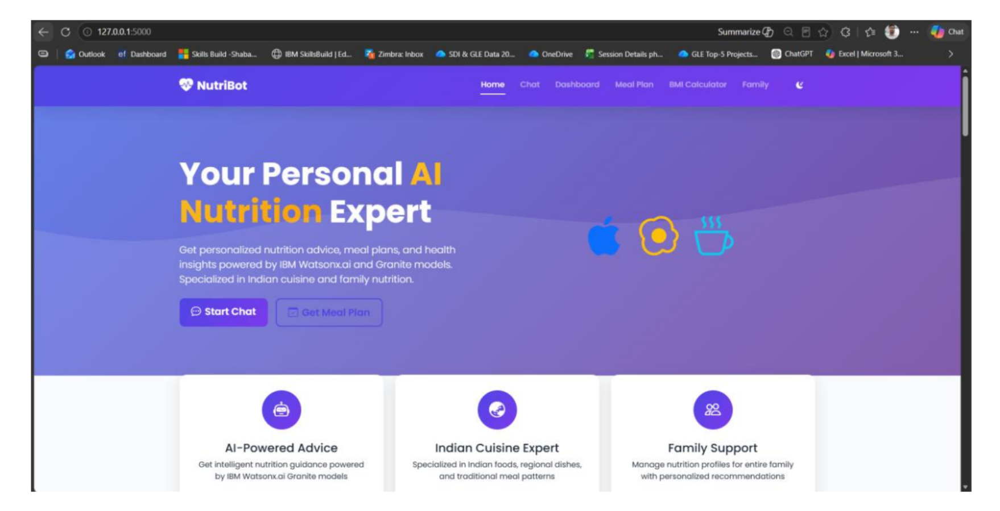 127.0.0.1:5000
Summarize
Chat
Outlook
ef Dashboard
Skills Build -Shaba...
IBM SkillsBuild | Ed...
Zimbra: Inbox
SDI & GLE Data 20...
OneDrive
Session Details ph...
GLE Top-5 Projects...
ChatGPT
Excel | Microsoft 3...
NutriBot
Home
Chat
Dashboard
Meal Plan
BMI Calculator
Family
Your Personal AI
Nutrition Expert
Get personalized nutrition advice, meal plans, and health
insights powered by IBM Watsonx.ai and Granite models.
Specialized in Indian cuisine and family nutrition.
Start Chat
Get Meal Plan
AI-Powered Advice
Get intelligent nutrition guidance powered
by IBM Watsonx.ai Granite models
Indian Cuisine Expert
Specialized in Indian foods, regional dishes,
and traditional meal patterns
Family Support
Manage nutrition profiles for entire family
with personalized recommendations